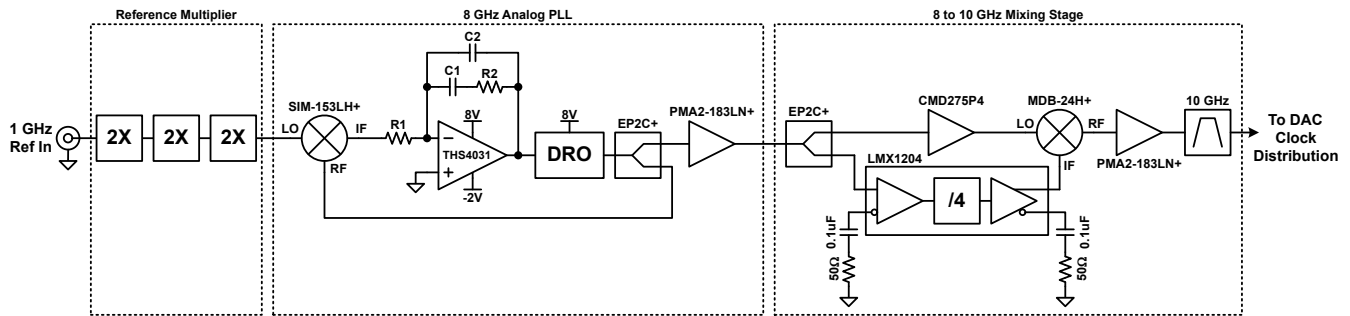 Reference Multiplier
8 GHz Analog PLL
8 to 10 GHz Mixing Stage
1 GHz
Ref In
2X
2X
2X
SIM-153LH+
LO
IF
RF
R1
C2
C1
R2
8V
THS4031
-2V
8V
DRO
EP2C+
PMA2-183LN+
EP2C+
CMD275P4
LMX1204
/4
0.1uF
50Ω
0.1uF
50Ω
MDB-24H+
LO
RF
IF
PMA2-183LN+
10 GHz
To DAC
Clock
Distribution